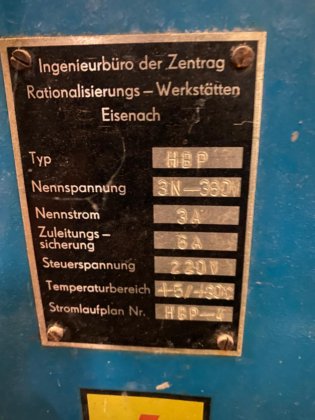 Ingenieurbüro der Zentrag
Rationalisierungs – Werkstätten
Eisenach
Typ HBP
Nennspannung 3N–380V
Nennstrom 3A
Zuleitungs–
sicherung 6A
Steuerspannung 220V
Temperaturbereich
Stromlaufplan Nr.